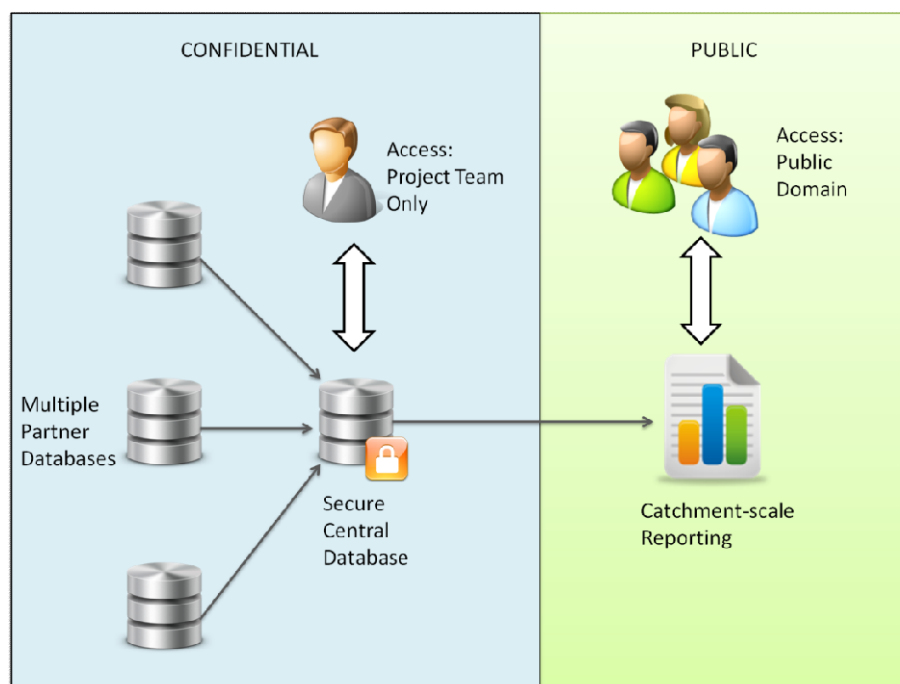 CONFIDENTIAL
PUBLIC
Access:
Project Team
Only
Access:
Public
Domain
Multiple
Partner
Databases
Secure
Central
Database
Catchment-scale
Reporting